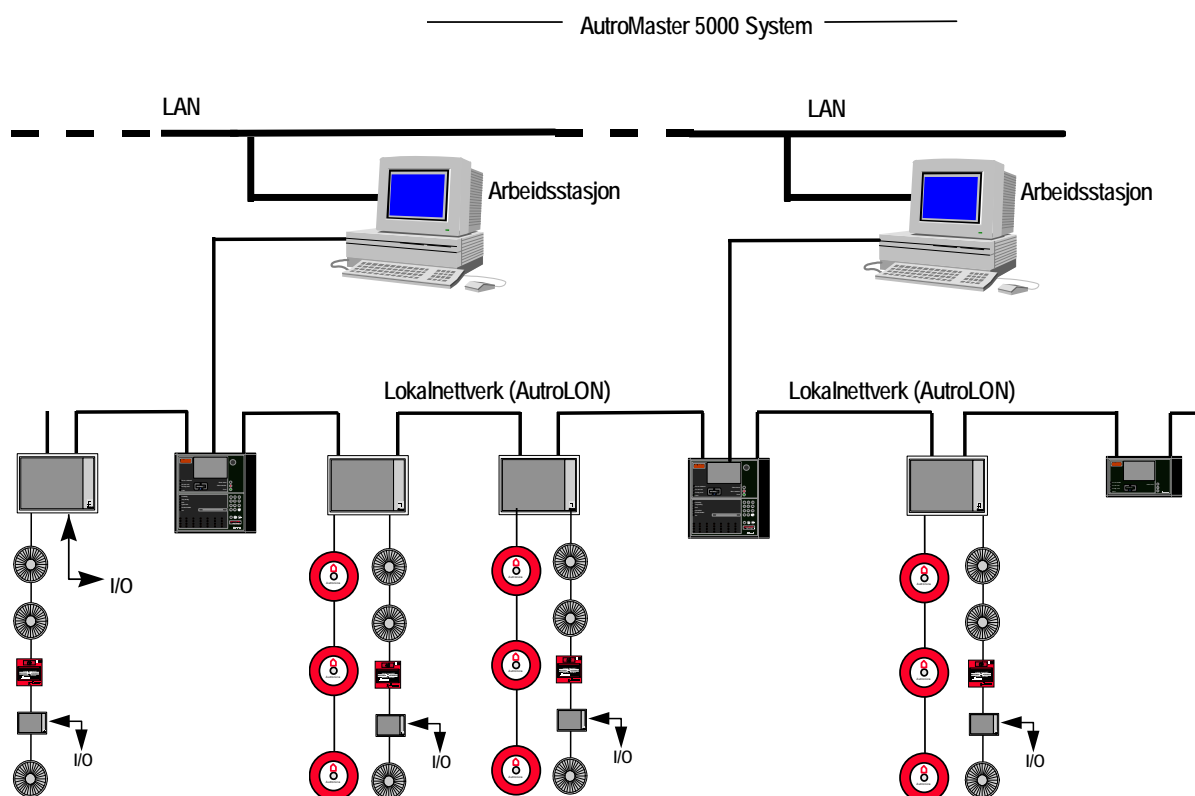 AutroMaster 5000 System
LAN
LAN
Arbeidsstasjon
Arbeidsstasjon
Lokalnettverk (AutroLON)
Lokalnettverk (AutroLON)
I/O
I/O
I/O
I/O
I/O